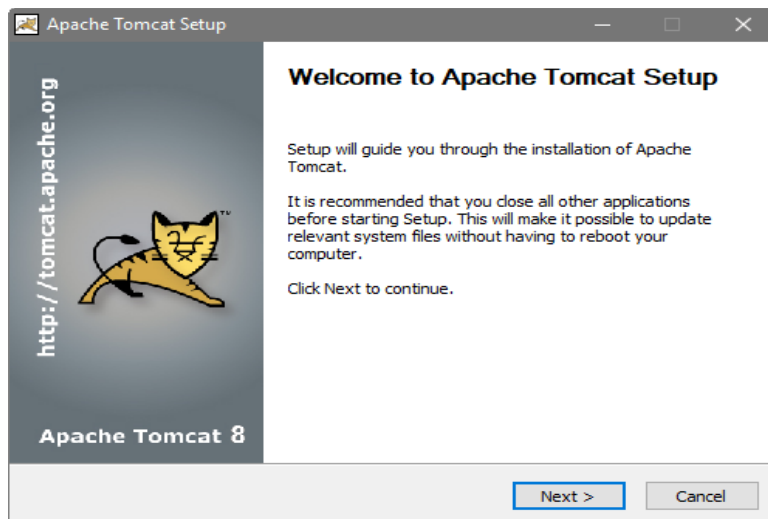 Apache Tomcat Setup
http://tomcat.apache.org
Apache Tomcat 8
Welcome to Apache Tomcat Setup
Setup will guide you through the installation of Apache
Tomcat.
It is recommended that you close all other applications
before starting Setup. This will make it possible to update
relevant system files without having to reboot your
computer.
Click Next to continue.
TM
Next >
Cancel